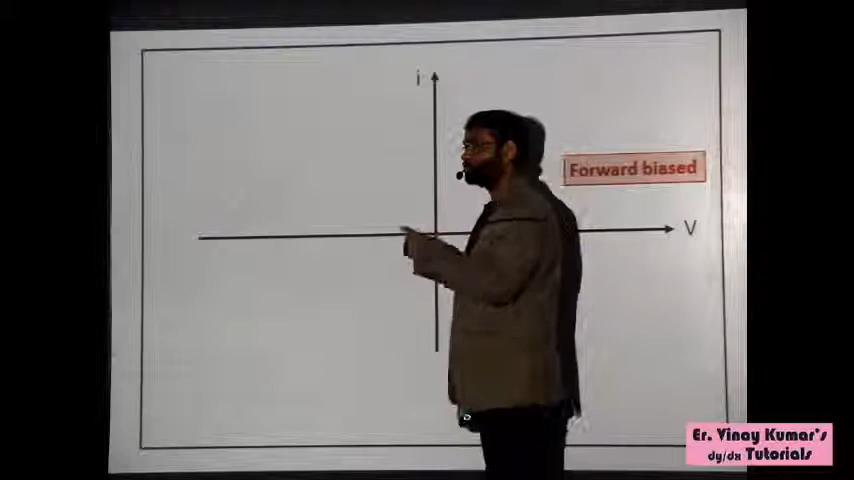 i
Forward biased
V
Er. Vinay Kumar's
dy/dx Tutorials